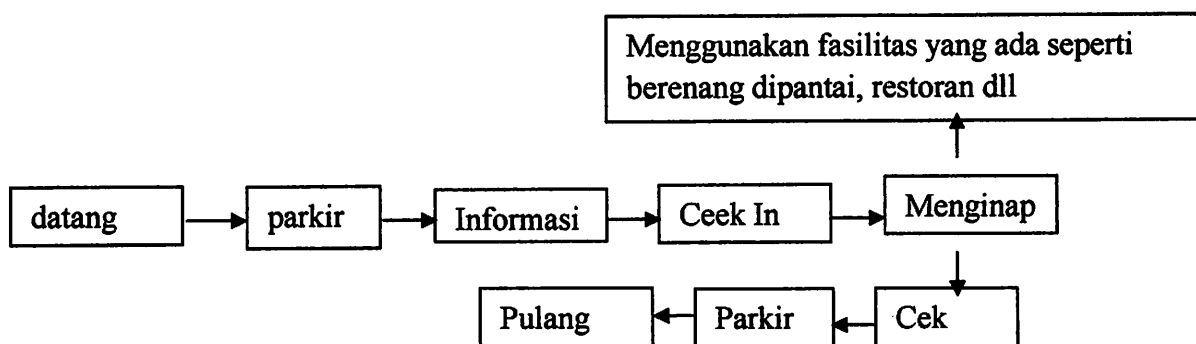 Menggunakan fasilitas yang ada seperti
berenang dipantai, restoran dll
datang
parkir
Informasi
Ceek In
Menginap
Pulang
Parkir
Cek